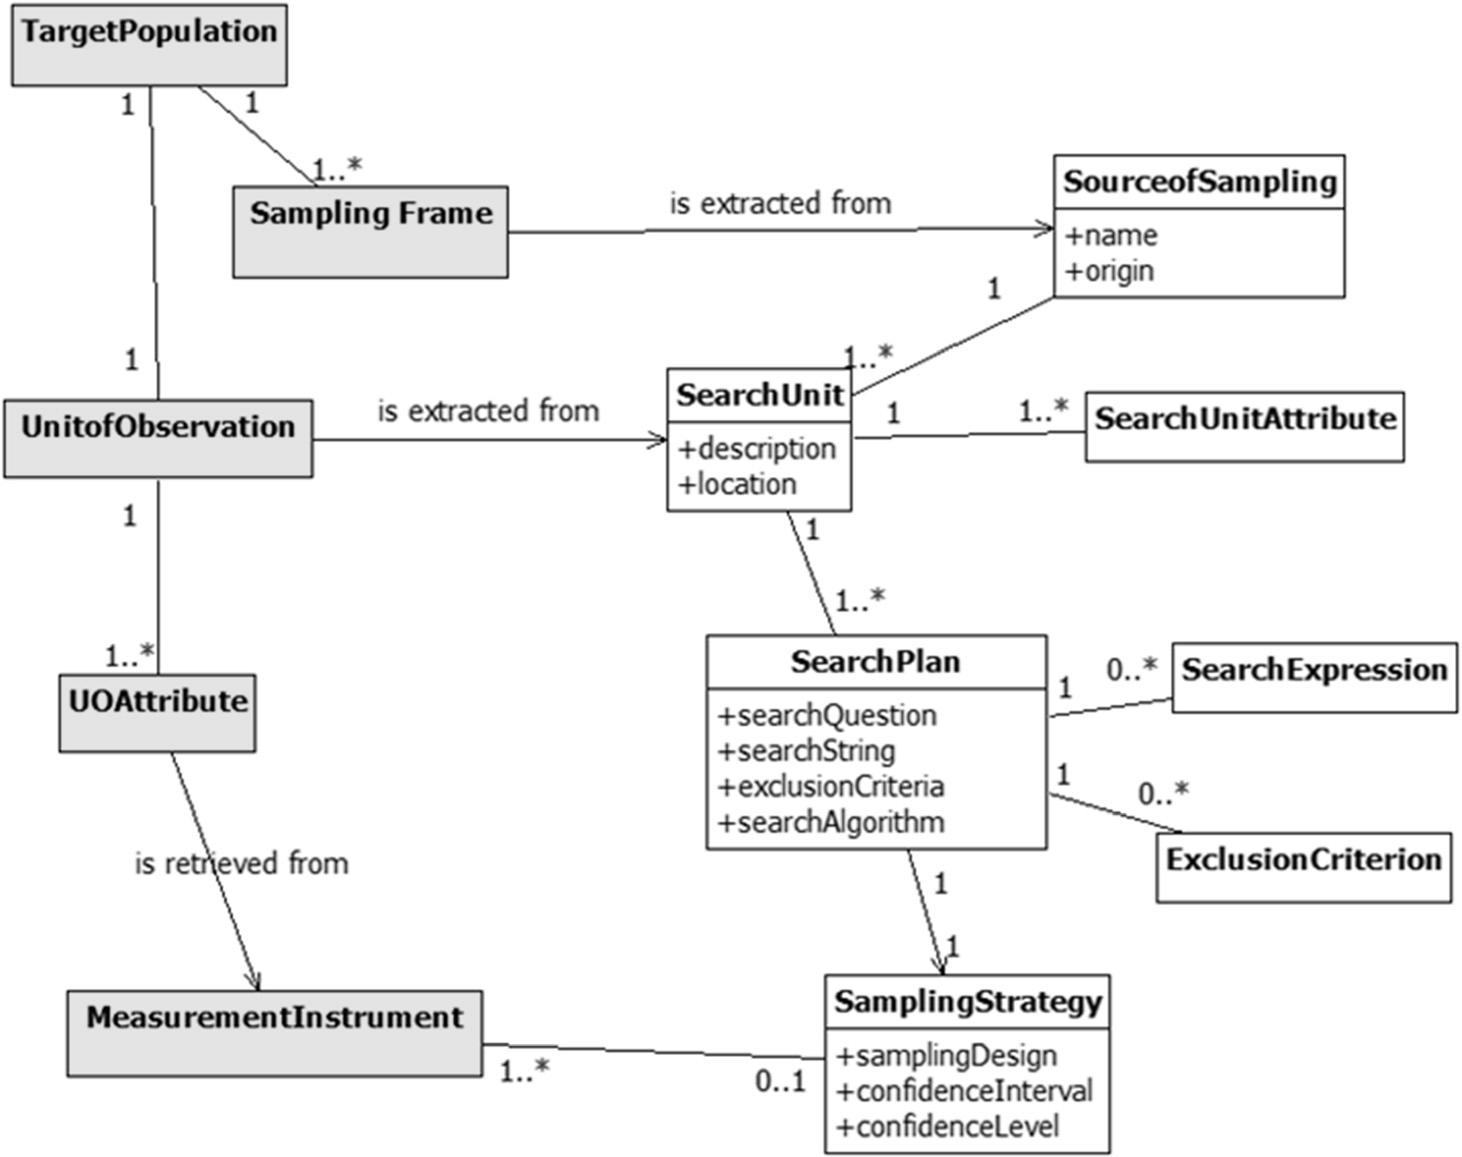 TargetPopulation
1
1
1..*
Sampling Frame
is extracted from
SourceofSampling
+name
+origin
1
1..*
1
UnitofObservation
is extracted from
SearchUnit
+description
+location
1
1..*
SearchUnitAttribute
1
1
1..*
1..*
UOAttribute
SearchPlan
+searchQuestion
+searchString
+exclusionCriteria
+searchAlgorithm
1
0..*
SearchExpression
1
0..*
ExclusionCriterion
is retrieved from
1
1
MeasurementInstrument
1..*
0..1
SamplingStrategy
+samplingDesign
+confidenceInterval
+confidenceLevel